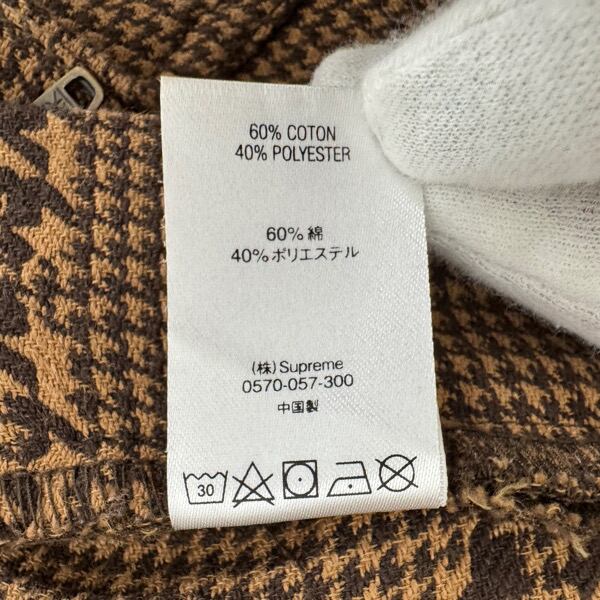 60% COTON
40% POLYESTER
60% 綿
40% ポリエステル
(株) Supreme
0570-057-300
中国製
30